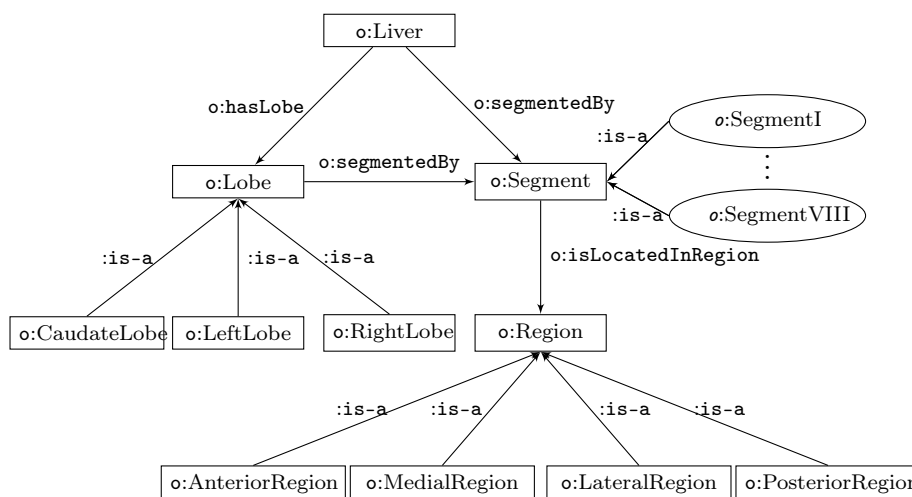 o:Liver
o:hasLobe
o:segmentedBy
o:SegmentI
:is-a
o:segmentedBy
o:Lobe
o:Segment
⋮
:is-a
o:SegmentVIII
:is-a
:is-a
:is-a
o:isLocatedInRegion
o:CaudateLobe
o:LeftLobe
o:RightLobe
o:Region
:is-a
:is-a
:is-a
:is-a
o:AnteriorRegion
o:MedialRegion
o:LateralRegion
o:PosteriorRegion